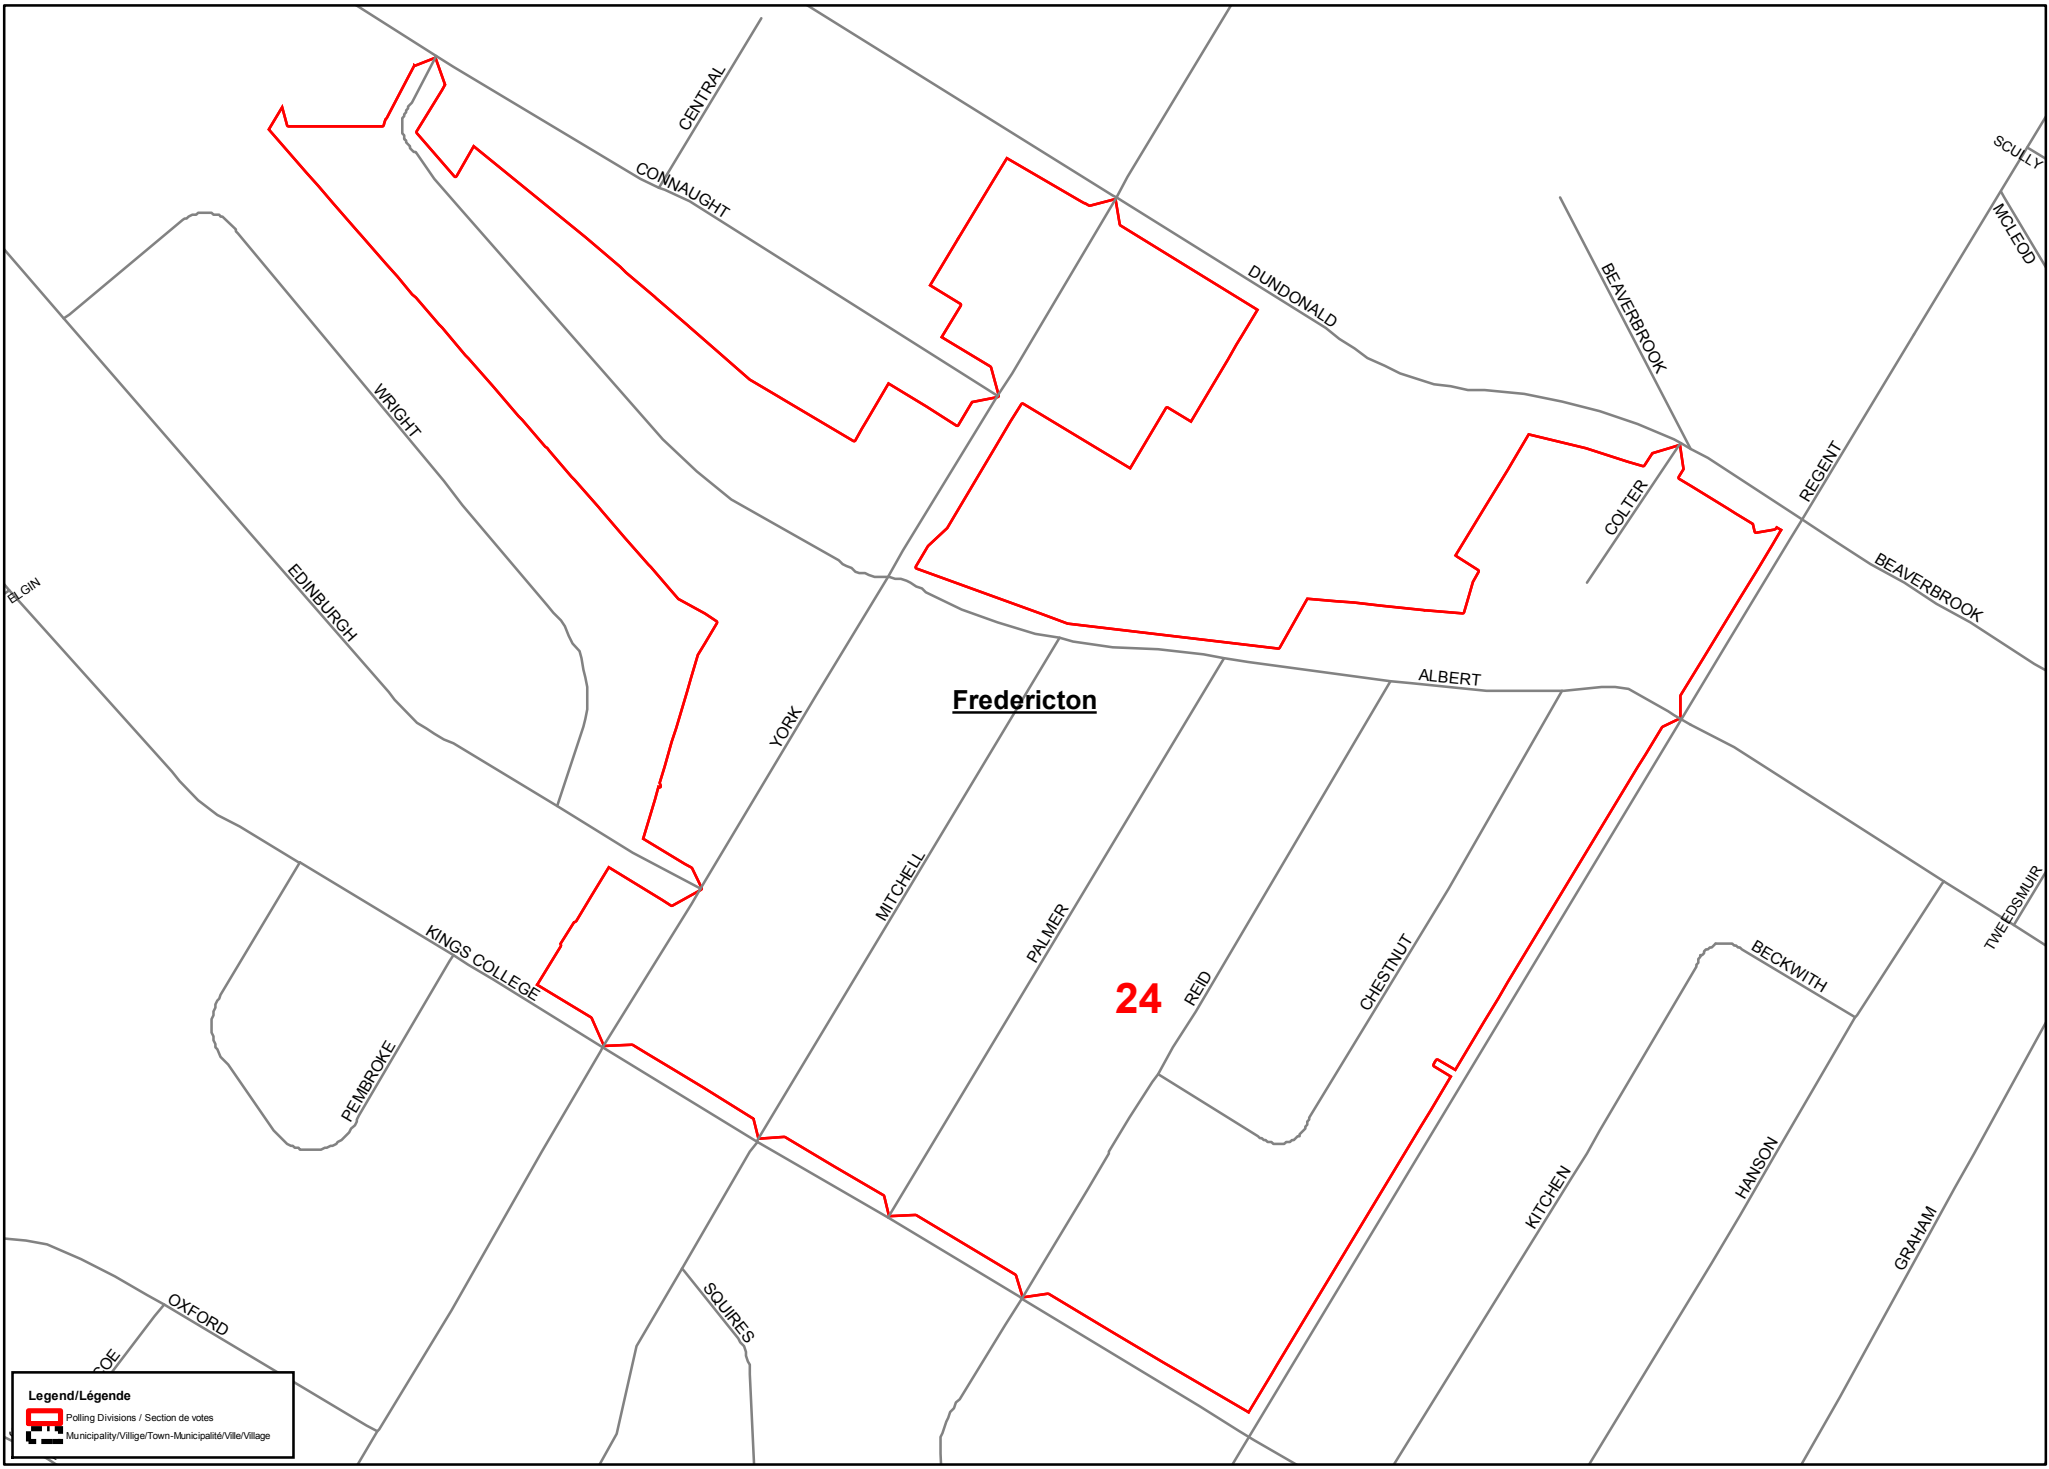 CENTRAL
SCULLY
CONNAUGHT
MCLEOD
DUNDONALD
BEAVERBROOK
WRIGHT
REGENT
COLTER
ELGIN
EDINBURGH
BEAVERBROOK
ALBERT
Fredericton
YORK
MITCHELL
PALMER
TWEEDSMUIR
KINGS COLLEGE
CHESTNUT
BECKWITH
REID
24
PEMBROKE
KITCHEN
HANSON
GRAHAM
OXFORD
SQUIRES
Legend/Légende
Polling Divisions / Section de votes
Municipality/Villige/Town-Municipalité/Ville/Village